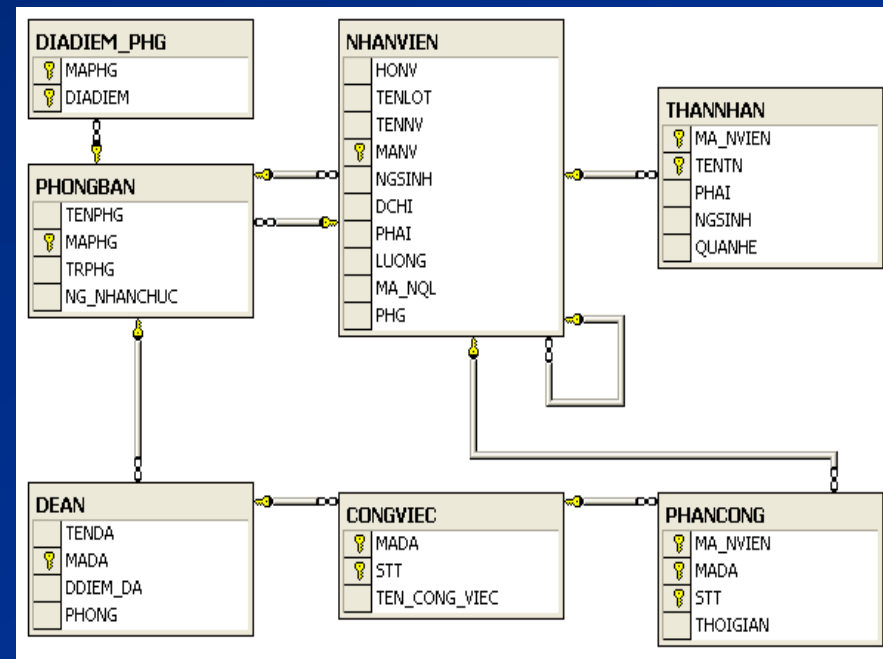 DIADIEM_PHG
MAPHG
DIADIEM
PHONGBAN
TENPHG
MAPHG
TRPHG
NG_NHANCHUC
NHANVIEN
HONV
TENLOT
TENNV
MANV
NGSINH
DCHI
PHAI
LUONG
MA_NQL
PHG
THANNHAN
MA_NVIEN
TENTN
PHAI
NGSINH
QUANHE
DEAN
TENDA
MADA
DDIEM_DA
PHONG
CONGVIEC
MADA
STT
TEN_CONG_VIEC
PHANCONG
MA_NVIEN
MADA
STT
THOIGIAN